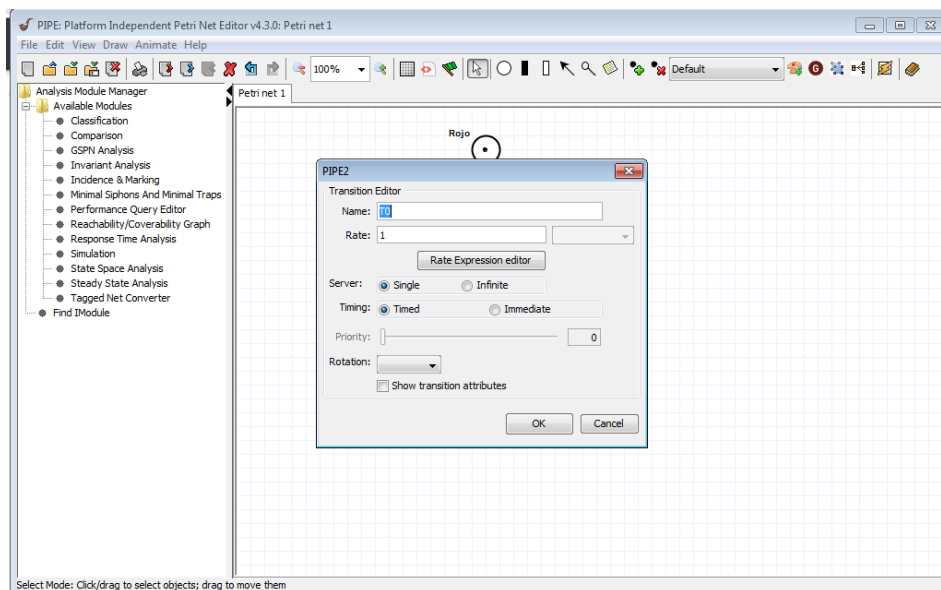 PIPE: Platform Independent Petri Net Editor v4.3.0: Petri net 1
File Edit View Draw Animate Help
100%
Default
Analysis Module Manager
Available Modules
Classification
Comparison
GSPN Analysis
Invariant Analysis
Incidence & Marking
Minimal Siphons And Minimal Traps
Performance Query Editor
Reachability/Coverability Graph
Response Time Analysis
Simulation
State Space Analysis
Steady State Analysis
Tagged Net Converter
Find IModule
Petri net 1
Rojo
PIPE2
Transition Editor
Name: T0
Rate: 1
Rate Expression editor
Server: Single Infinite
Timing: Timed Immediate
Priority: 0
Rotation:
Show transition attributes
OK Cancel
Select Mode: Click/drag to select objects; drag to move them